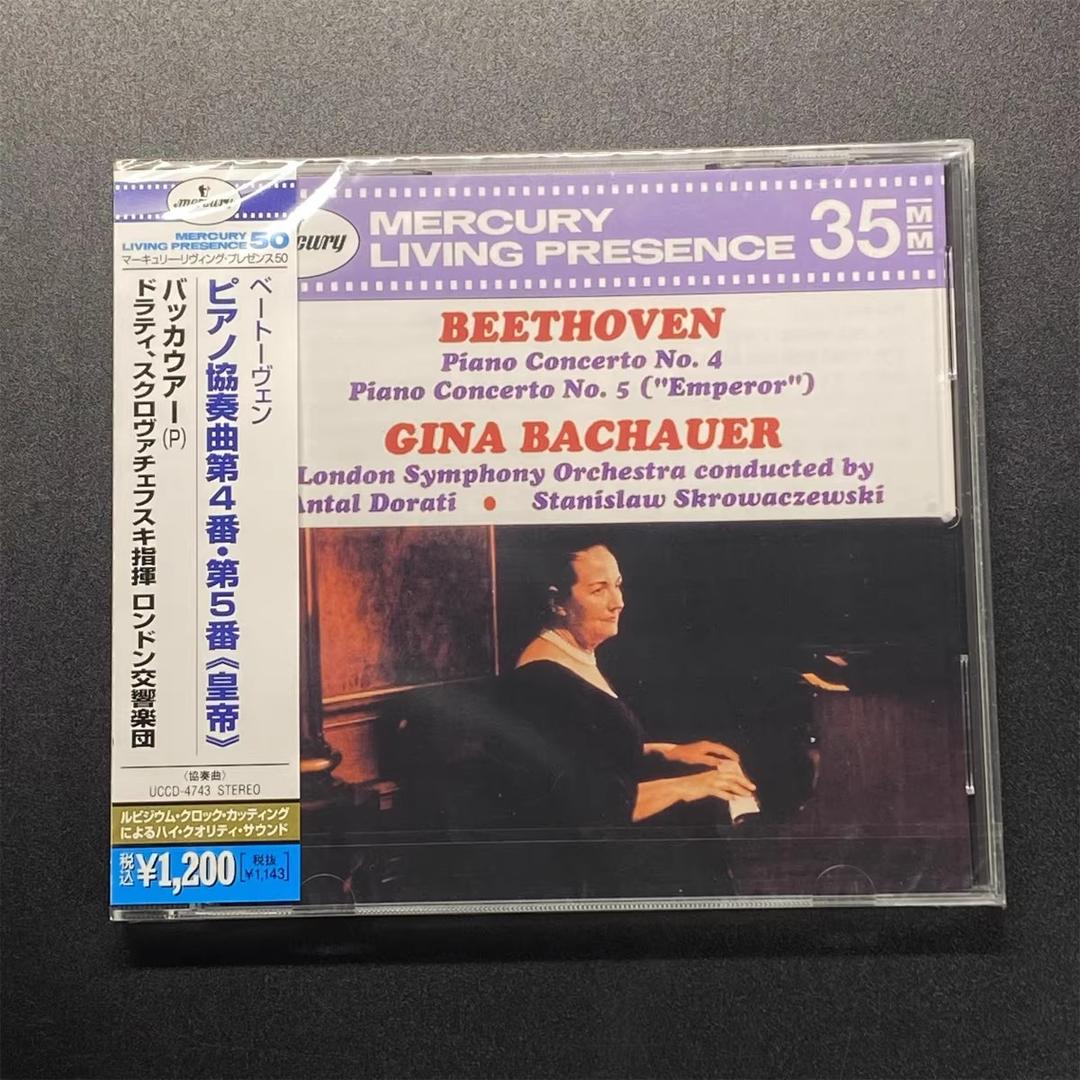 mercury
MERCURY
LIVING PRESENCE 50
マーキュリー・リヴィング・プレゼンス50
ベートーヴェン
ピアノ協奏曲第4番・第5番《皇帝》
バッカウアー(P)
ドラティ、スクロヴァチェフスキ指揮 ロンドン交響楽団
〈協奏曲〉
UCCD-4743 STEREO
ルビジウム・クロック・カッティング
によるハイ・クオリティ・サウンド
税込 ¥1,200 [税抜 ¥1,143]
cury
MERCURY
LIVING PRESENCE 35 MM
BEETHOVEN
Piano Concerto No. 4
Piano Concerto No. 5 ("Emperor")
GINA BACHAUER
London Symphony Orchestra conducted by
Antal Dorati • Stanislaw Skrowaczewski